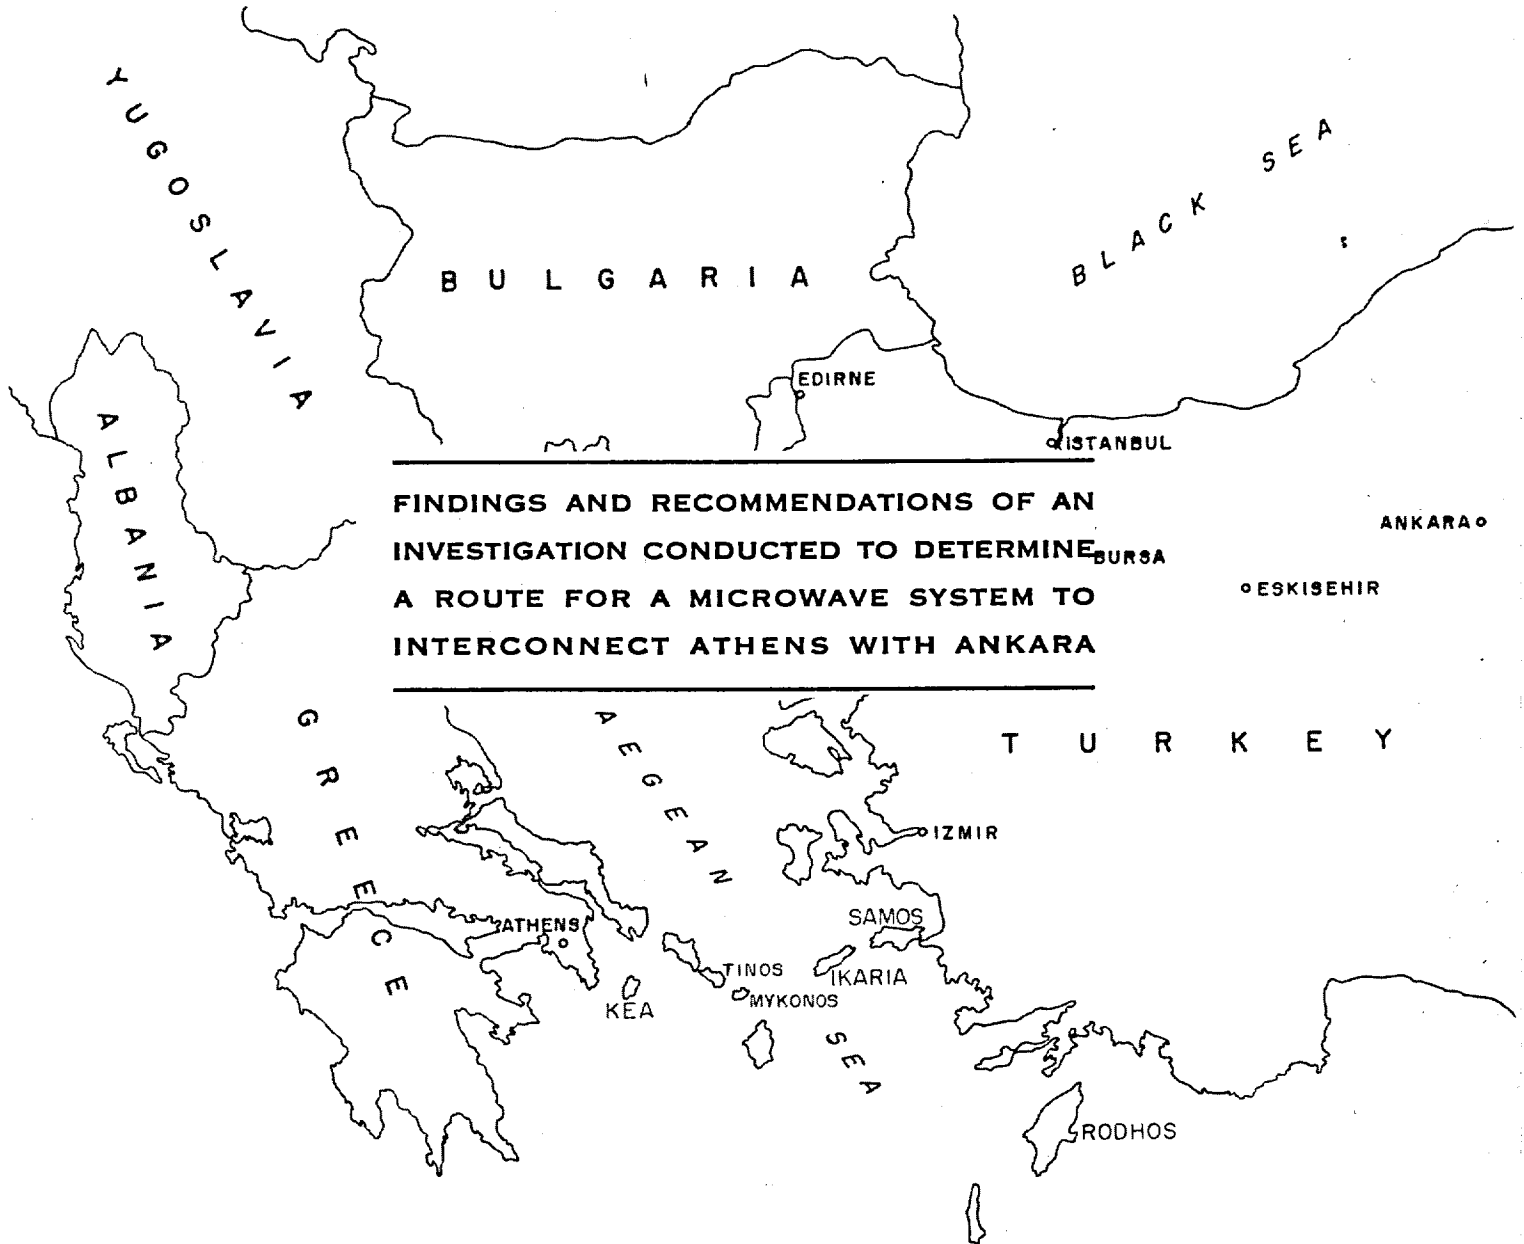 YUGOSLAVIA
BLACK SEA
BULGARIA
EDIRNE
ALBANIA
ISTANBUL
FINDINGS AND RECOMMENDATIONS OF AN
INVESTIGATION CONDUCTED TO DETERMINE
A ROUTE FOR A MICROWAVE SYSTEM TO
INTERCONNECT ATHENS WITH ANKARA
ANKARA
BURSA
ESKISEHIR
GREECE
AEGEAN SEA
TURKEY
IZMIR
SAMOS
ATHENS
TINOS
IKARIA
KEA
MYKONOS
RODHOS